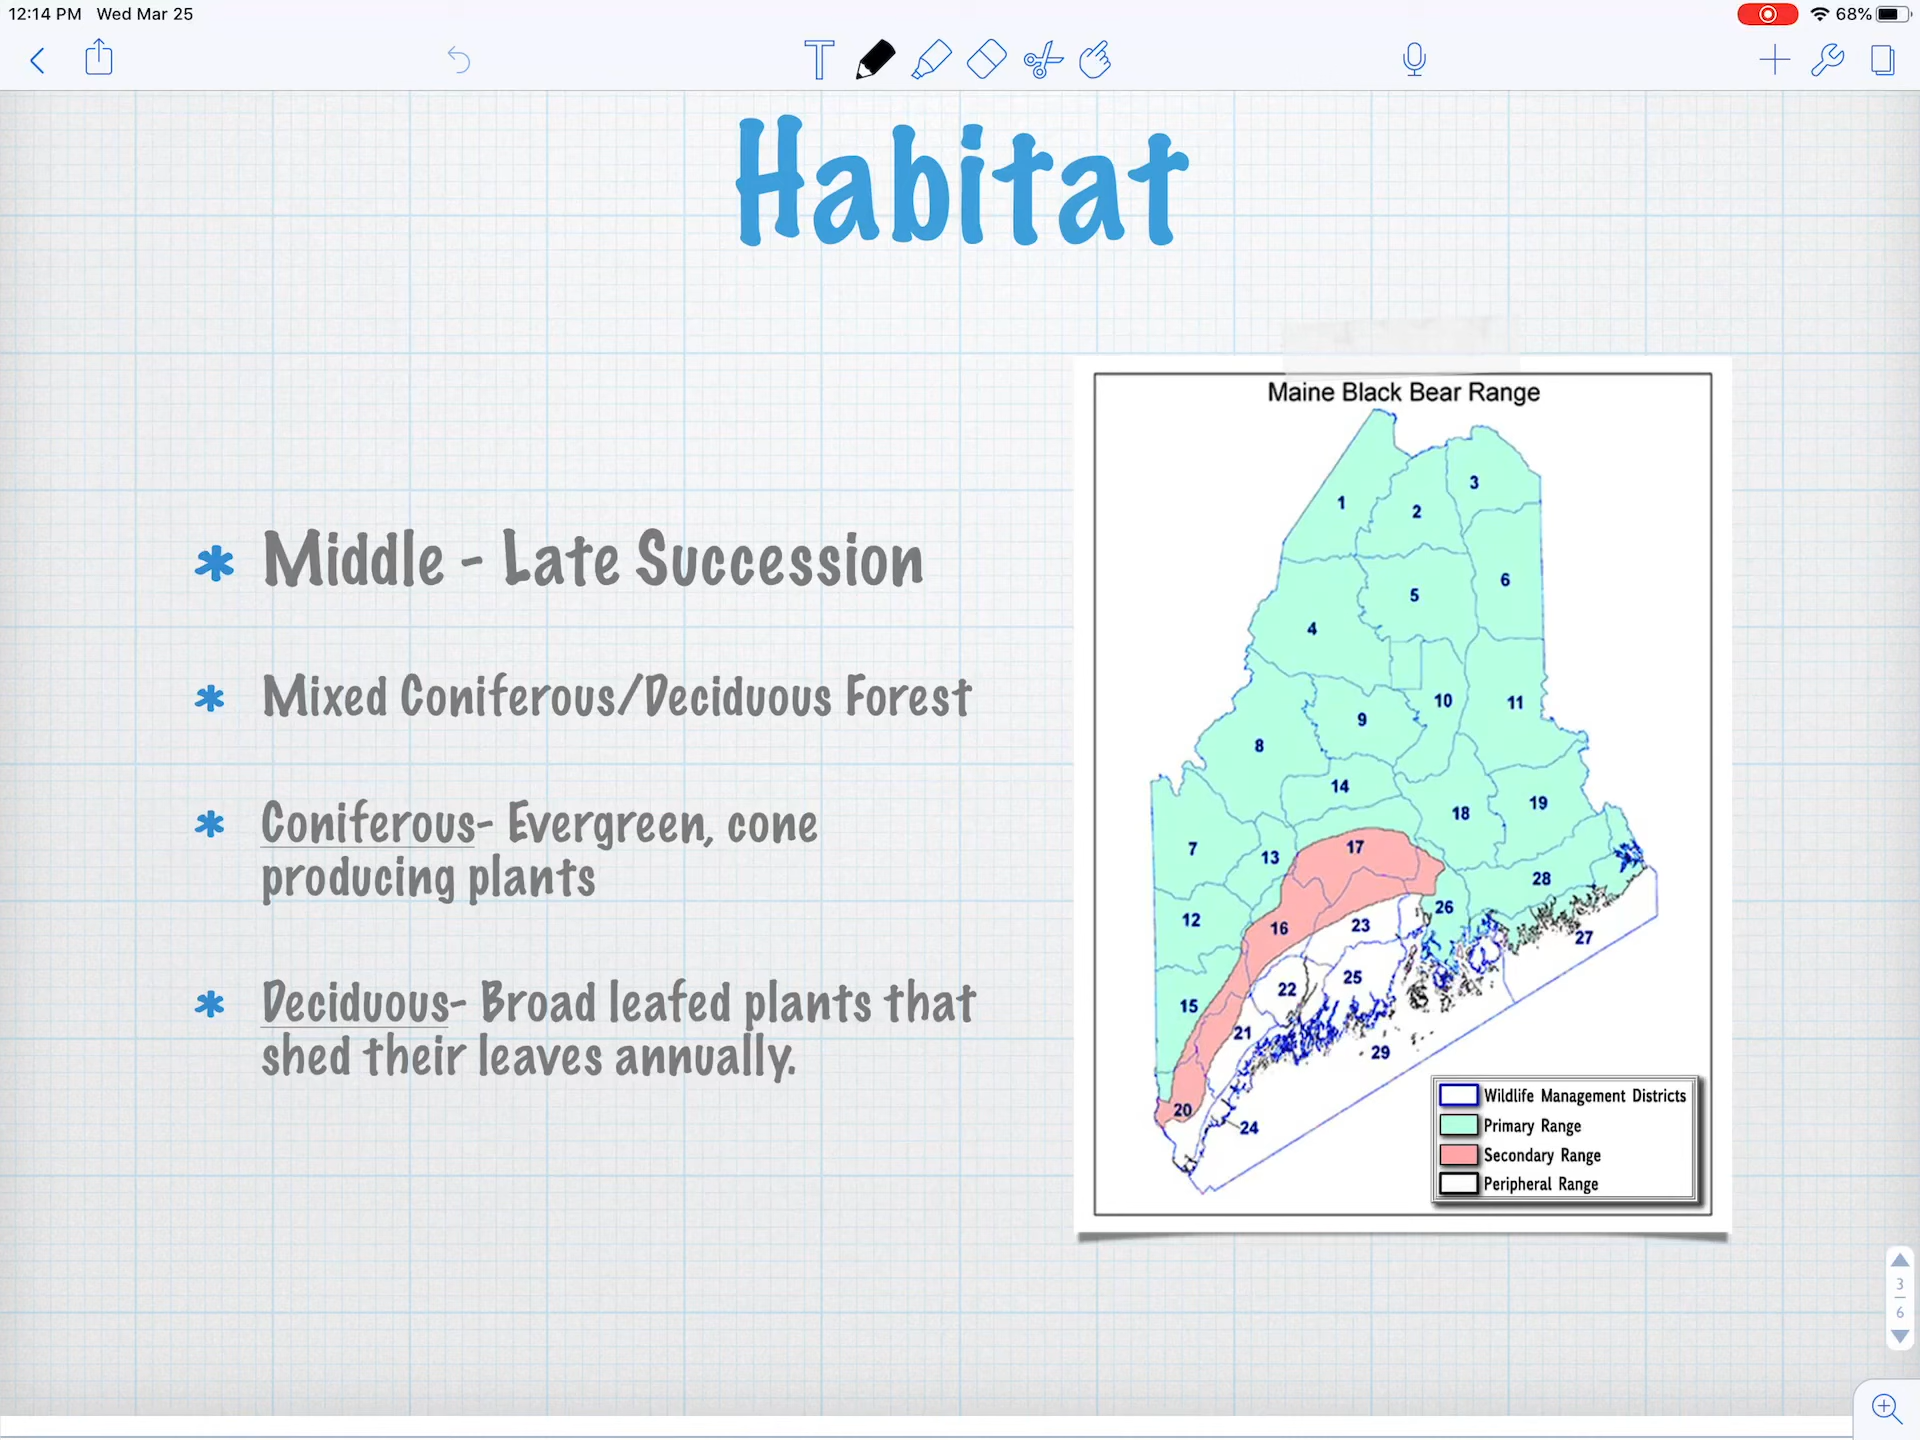 12:14 PM Wed Mar 25
68%
T
Habitat
* Middle - Late Succession
* Mixed Coniferous/Deciduous Forest
* Coniferous- Evergreen, cone
producing plants
* Deciduous- Broad leafed plants that
shed their leaves annually.
Maine Black Bear Range
1
2
3
4
5
6
7
8
9
10
11
12
13
14
15
16
17
18
19
20
21
22
23
24
25
26
27
28
29
Wildlife Management Districts
Primary Range
Secondary Range
Peripheral Range
3
6